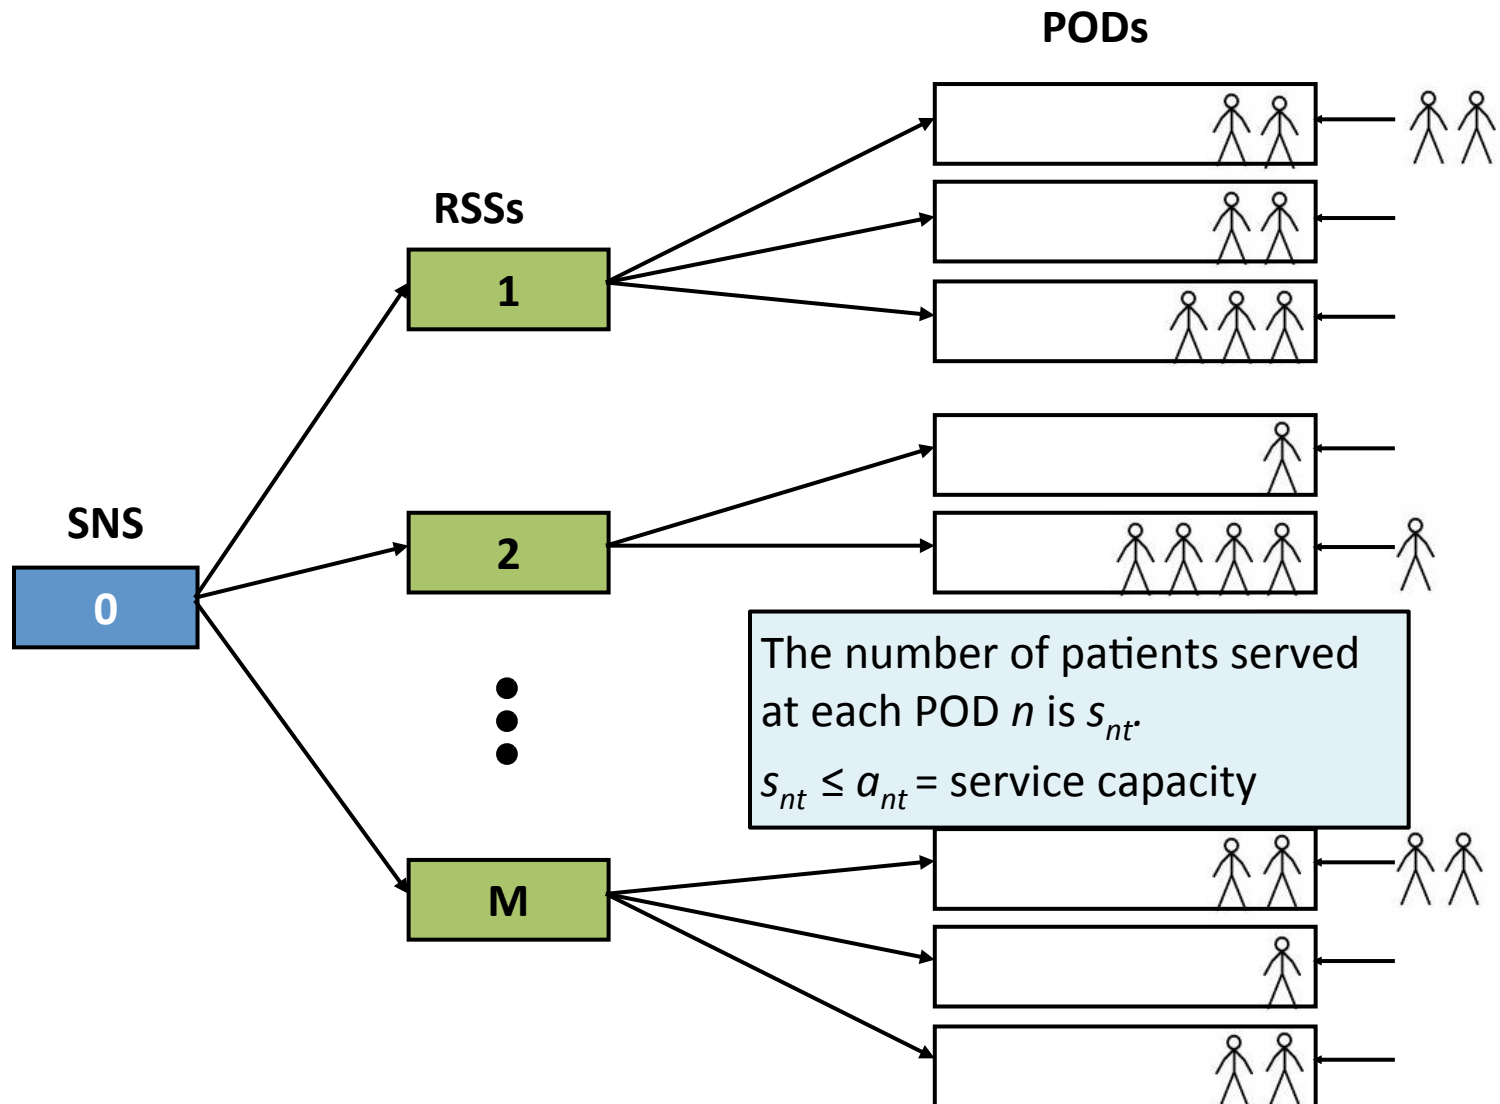 PODs
RSSs
1
SNS
2
0
The number of patients served
at each POD n is sₙₜ.
sₙₜ ≤ aₙₜ = service capacity
M